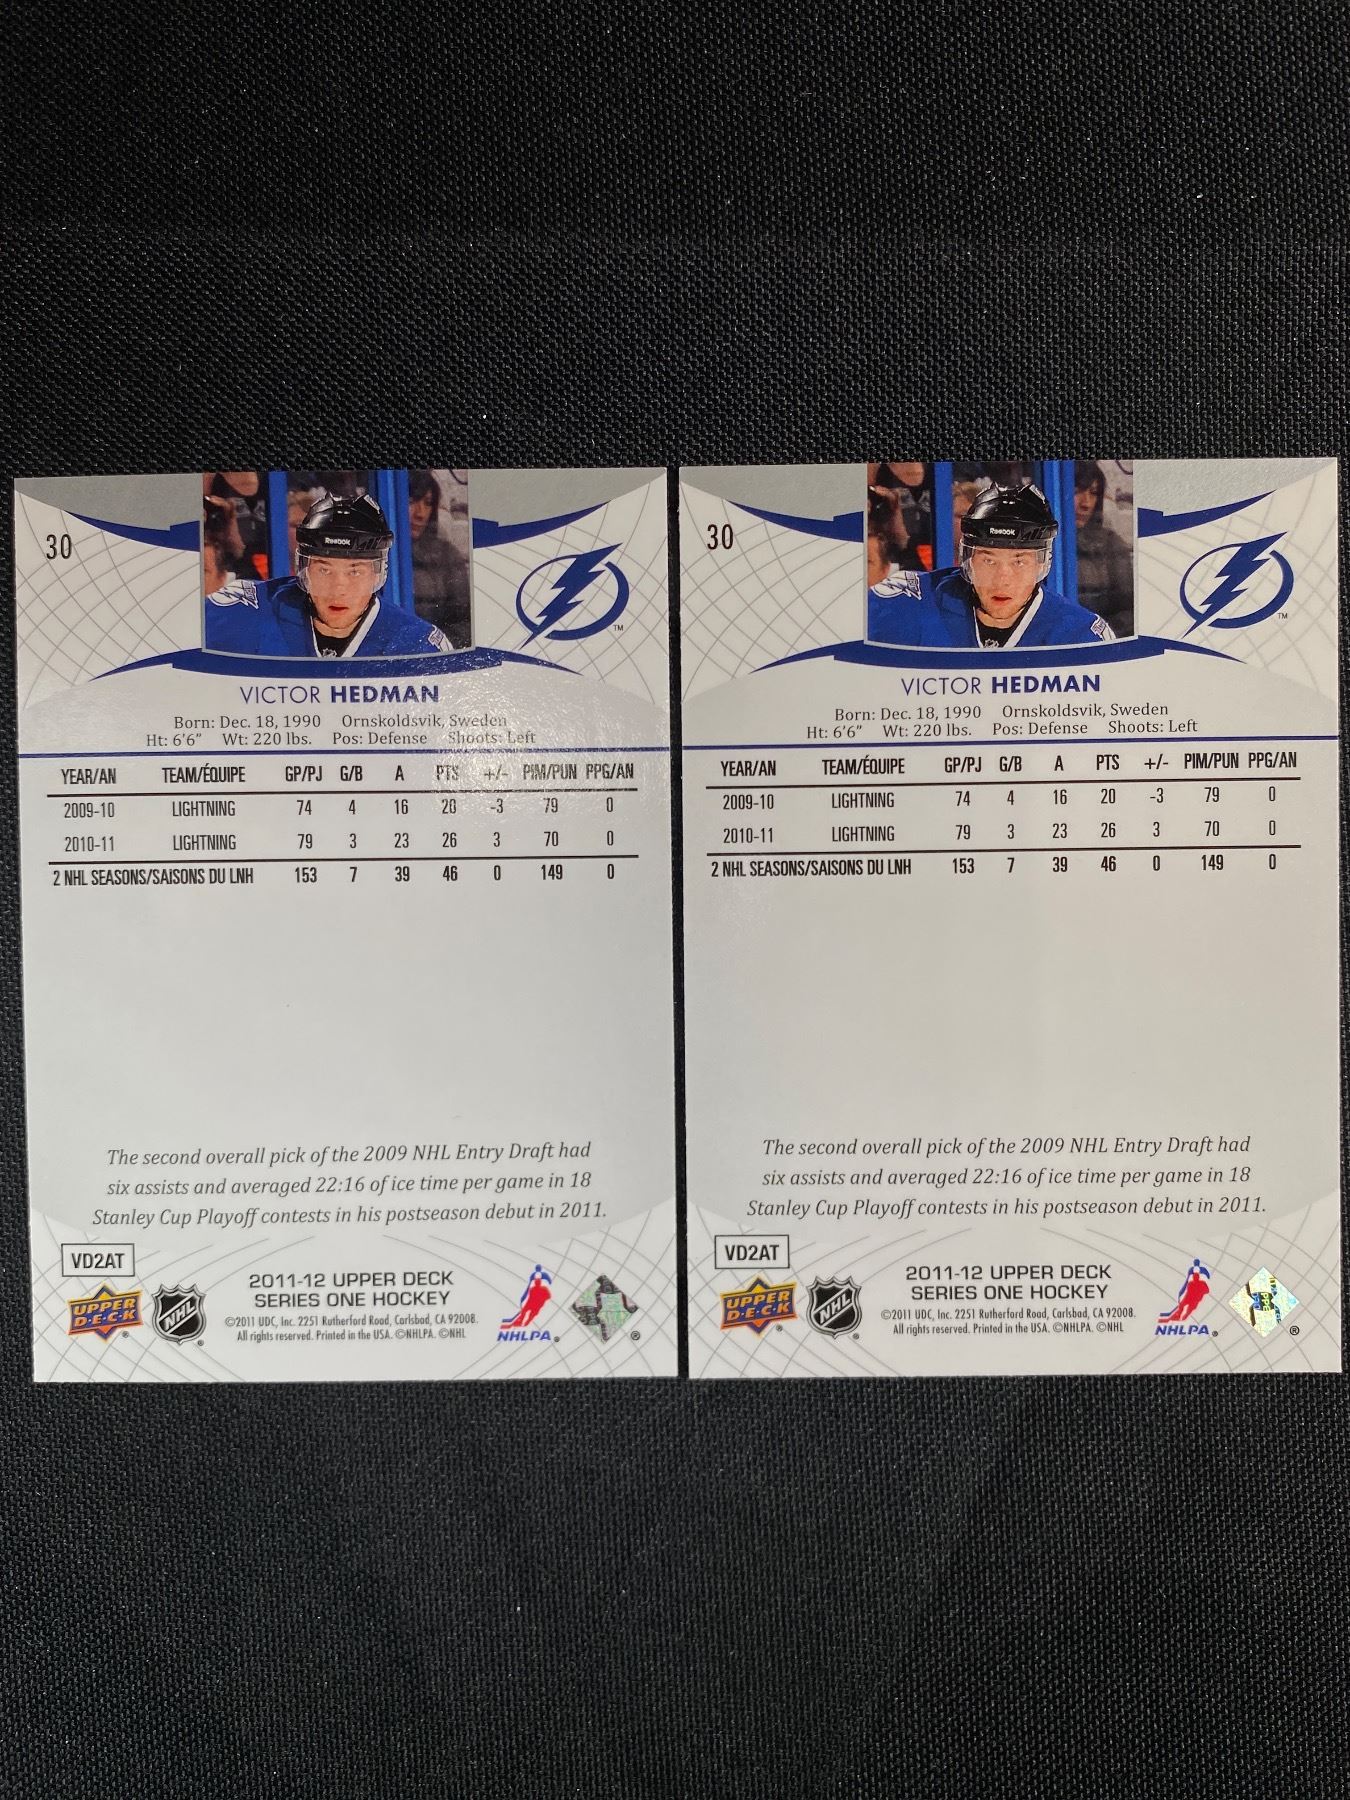 30
Reebok
TM
VICTOR HEDMAN
Born: Dec. 18, 1990 Ornskoldsvik, Sweden
Ht: 6'6" Wt: 220 lbs. Pos: Defense Shoots: Left
YEAR/AN TEAM/ÉQUIPE GP/PJ G/B A PTS +/- PIM/PUN PPG/AN
2009-10 LIGHTNING 74 4 16 20 -3 79 0
2010-11 LIGHTNING 79 3 23 26 3 70 0
2 NHL SEASONS/SAISONS DU LNH 153 7 39 46 0 149 0
The second overall pick of the 2009 NHL Entry Draft had
six assists and averaged 22:16 of ice time per game in 18
Stanley Cup Playoff contests in his postseason debut in 2011.
VD2AT
UPPER DECK ®
NHL ®
2011-12 UPPER DECK
SERIES ONE HOCKEY
©2011 UDC, Inc. 2251 Rutherford Road, Carlsbad, CA 92008.
All rights reserved. Printed in the USA. ©NHLPA. ©NHL
NHLPA ®
®
30
Reebok
TM
VICTOR HEDMAN
Born: Dec. 18, 1990 Ornskoldsvik, Sweden
Ht: 6'6" Wt: 220 lbs. Pos: Defense Shoots: Left
YEAR/AN TEAM/ÉQUIPE GP/PJ G/B A PTS +/- PIM/PUN PPG/AN
2009-10 LIGHTNING 74 4 16 20 -3 79 0
2010-11 LIGHTNING 79 3 23 26 3 70 0
2 NHL SEASONS/SAISONS DU LNH 153 7 39 46 0 149 0
The second overall pick of the 2009 NHL Entry Draft had
six assists and averaged 22:16 of ice time per game in 18
Stanley Cup Playoff contests in his postseason debut in 2011.
VD2AT
UPPER DECK ®
NHL ®
2011-12 UPPER DECK
SERIES ONE HOCKEY
©2011 UDC, Inc. 2251 Rutherford Road, Carlsbad, CA 92008.
All rights reserved. Printed in the USA. ©NHLPA. ©NHL
NHLPA ®
®